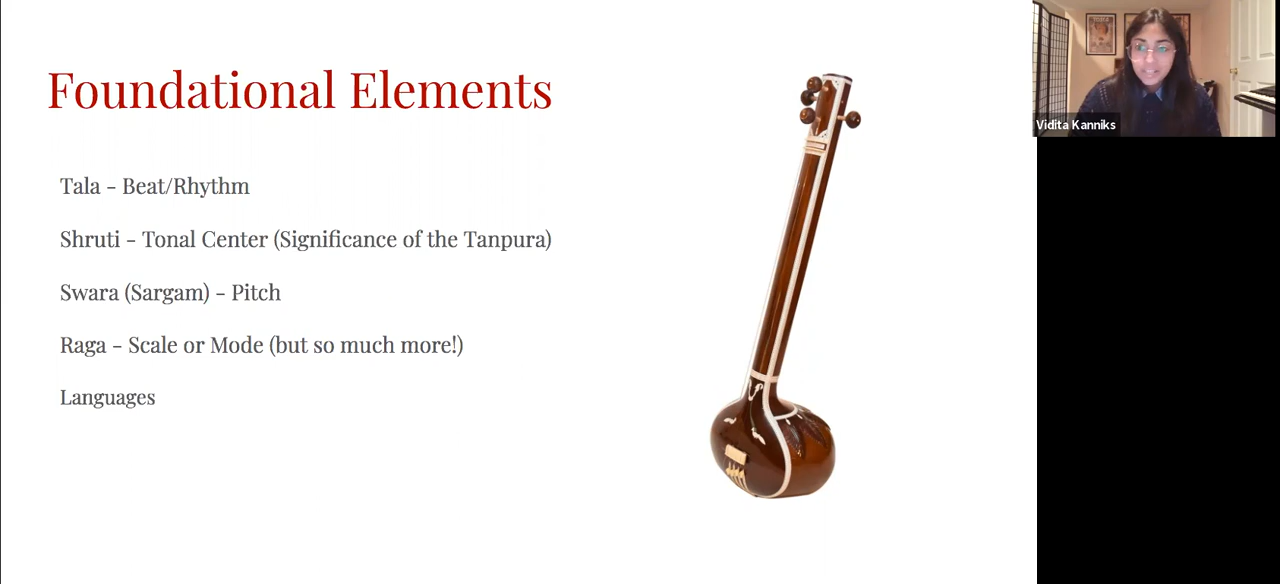 Foundational Elements
Tala - Beat/Rhythm
Shruti - Tonal Center (Significance of the Tanpura)
Swara (Sargam) - Pitch
Raga - Scale or Mode (but so much more!)
Languages
Vidita Kanniks